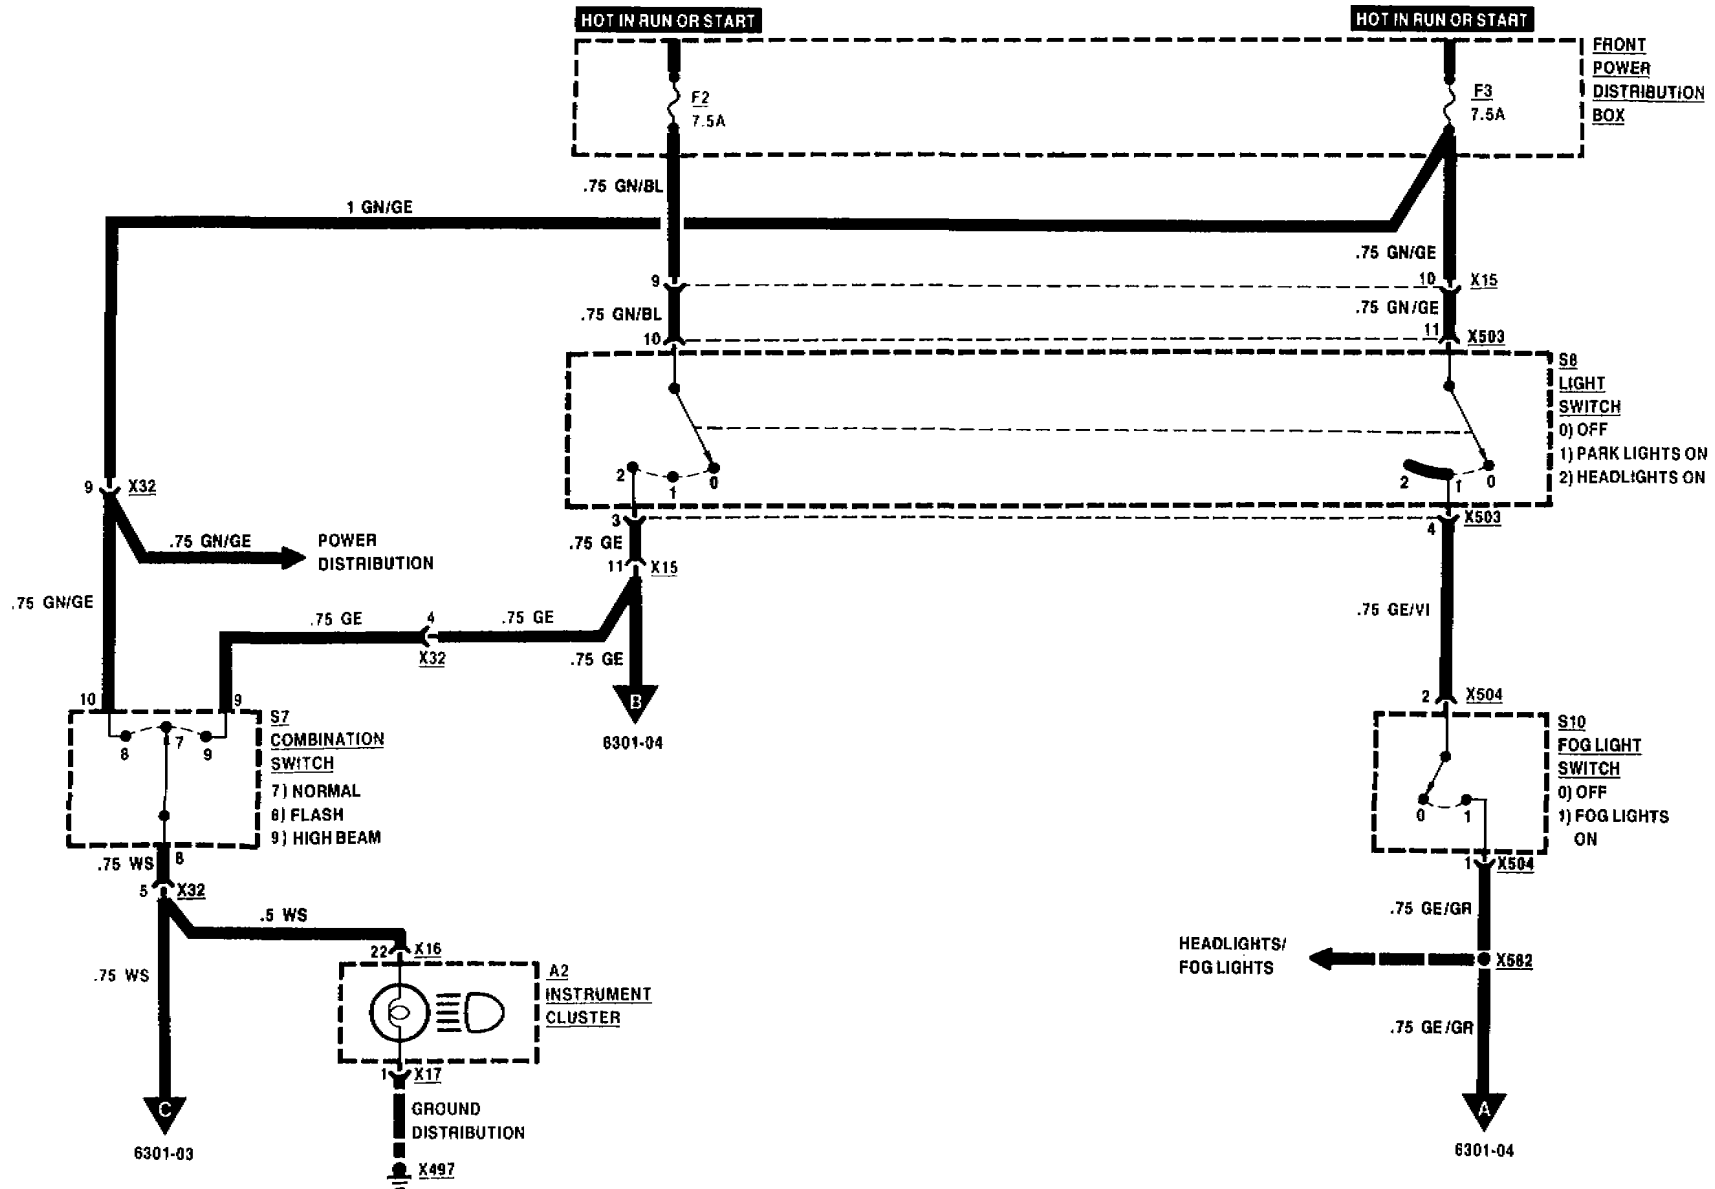 HOT IN RUN OR START
HOT IN RUN OR START
FRONT
POWER
DISTRIBUTION
BOX
F2
7.5A
F3
7.5A
.75 GN/BL
1 GN/GE
.75 GN/GE
9
10
X15
.75 GN/BL
.75 GN/GE
10
11
X503
S8
LIGHT
SWITCH
0) OFF
1) PARK LIGHTS ON
2) HEADLIGHTS ON
2
1
0
2
1
0
9
X32
3
4
X503
.75 GN/GE
POWER
DISTRIBUTION
.75 GE
11
X15
.75 GN/GE
.75 GE
4
X32
.75 GE
.75 GE
.75 GE/VI
B
6301-04
10
9
8
7
9
S7
COMBINATION
SWITCH
7) NORMAL
8) FLASH
9) HIGH BEAM
2
X504
S10
FOG LIGHT
SWITCH
0) OFF
1) FOG LIGHTS
ON
0
1
.75 WS
8
5
X32
1
X504
.5 WS
.75 GE/GR
22
X16
HEADLIGHTS/
FOG LIGHTS
X582
.75 WS
A2
INSTRUMENT
CLUSTER
.75 GE/GR
1
X17
C
6301-03
GROUND
DISTRIBUTION
X497
A
6301-04